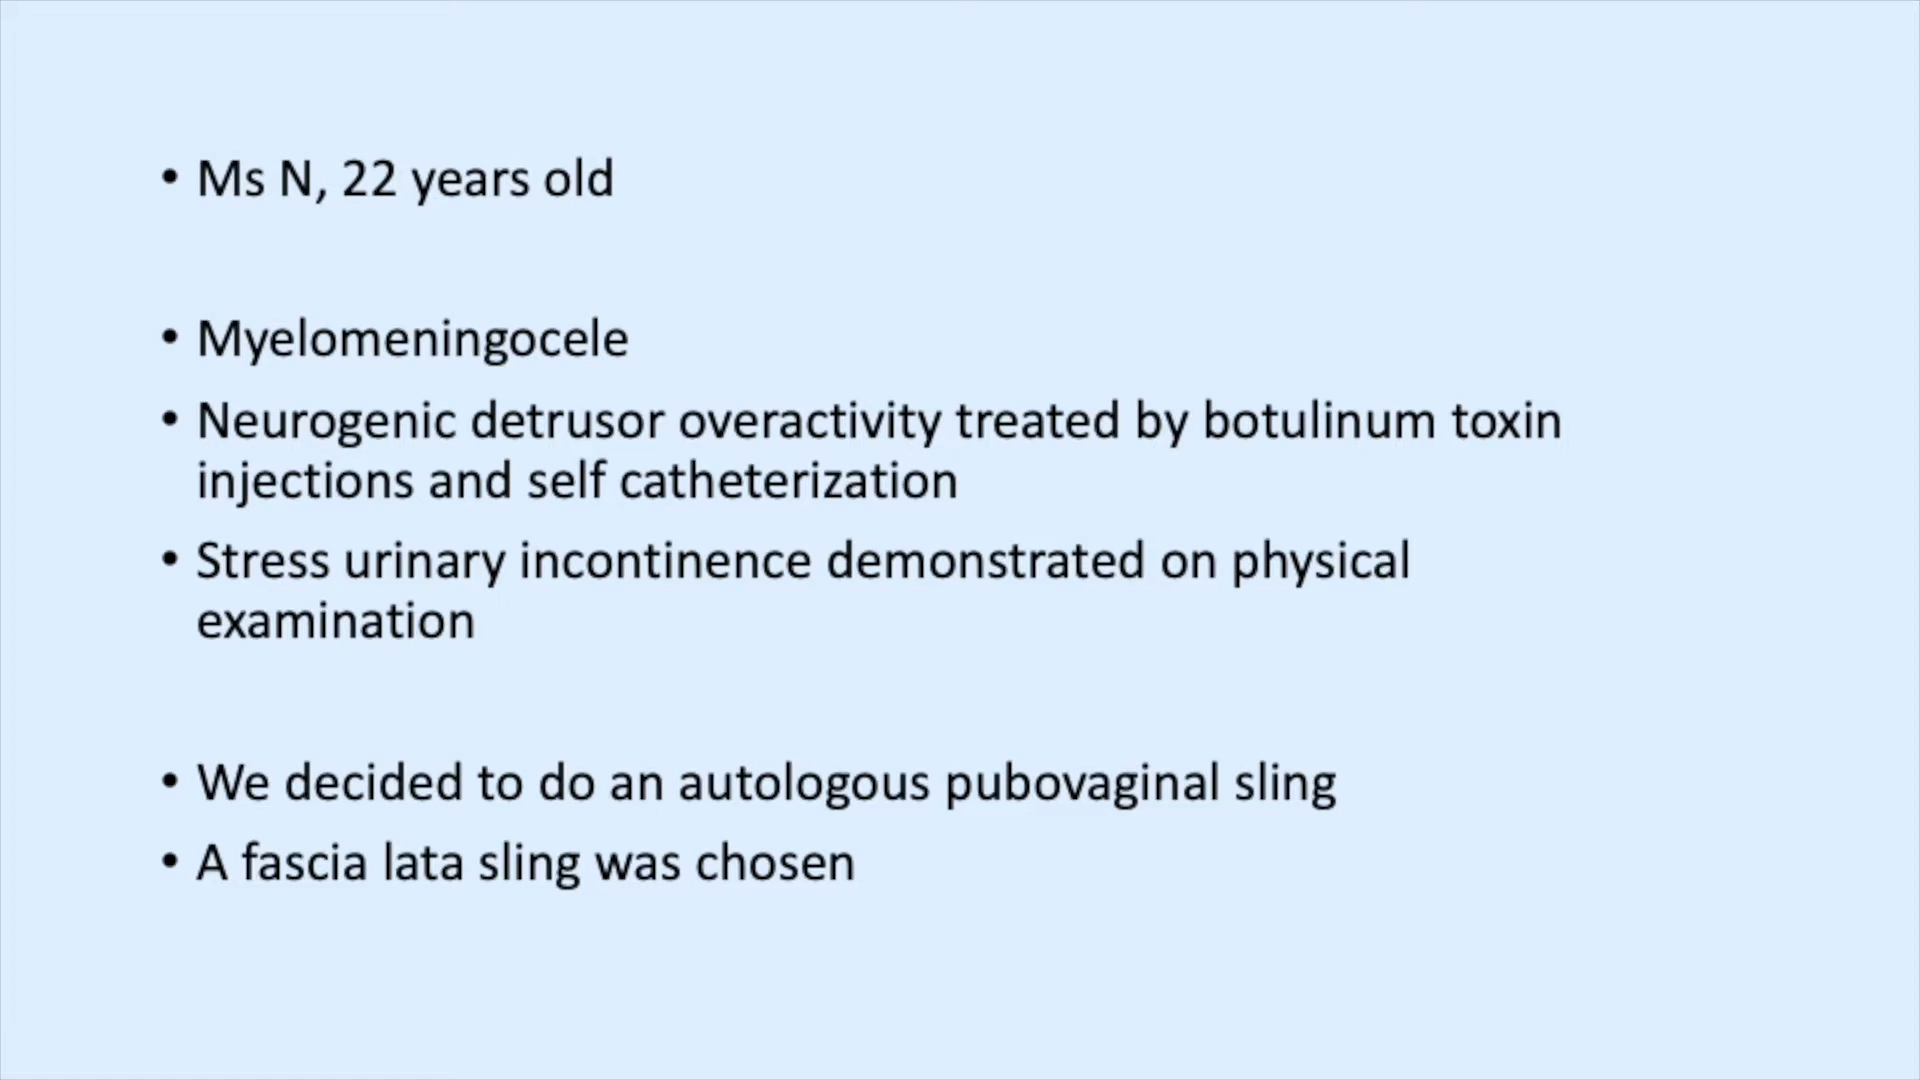 • Ms N, 22 years old
• Myelomeningocele
• Neurogenic detrusor overactivity treated by botulinum toxin
injections and self catheterization
• Stress urinary incontinence demonstrated on physical
examination
• We decided to do an autologous pubovaginal sling
• A fascia lata sling was chosen